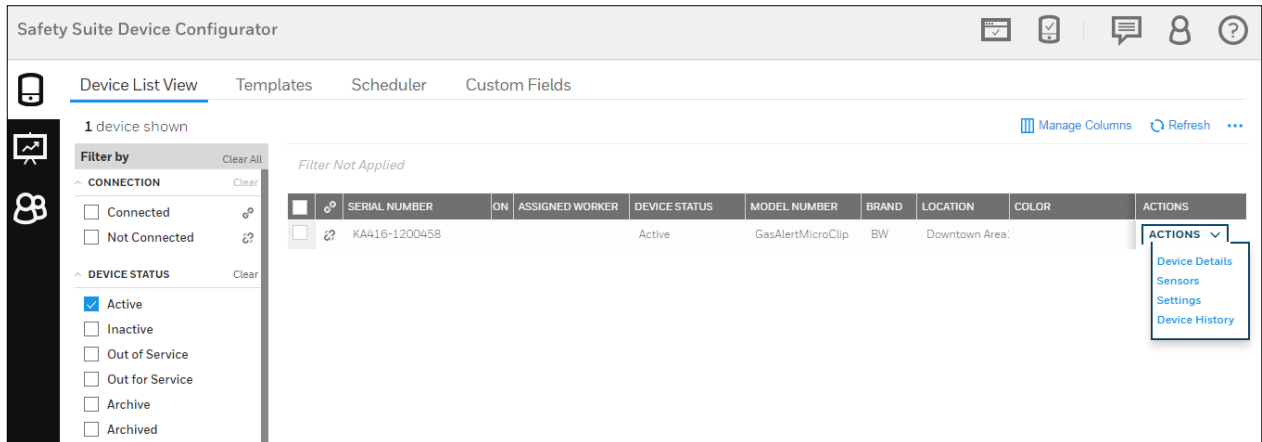 Safety Suite Device Configurator
Device List View Templates Scheduler Custom Fields
1 device shown
Manage Columns Refresh
Filter by Clear All
Filter Not Applied
CONNECTION Clear
Connected
Not Connected
SERIAL NUMBER ON ASSIGNED WORKER DEVICE STATUS MODEL NUMBER BRAND LOCATION COLOR ACTIONS
KA416-1200458 Active GasAlertMicroClip BW Downtown Area. ACTIONS
Device Details
Sensors
Settings
Device History
DEVICE STATUS Clear
Active
Inactive
Out of Service
Out for Service
Archive
Archived